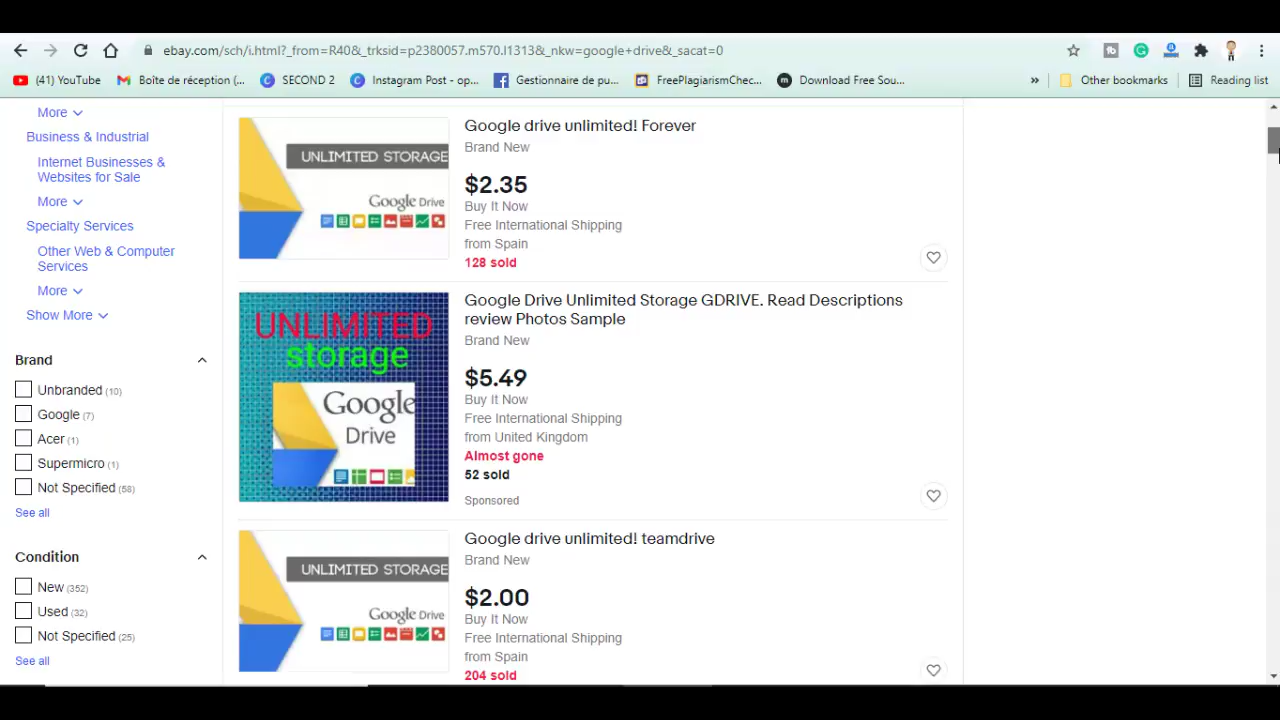 ebay.com/sch/i.html?_from=R40&_trksid=p2380057.m570.l1313&_nkw=google+drive&_sacat=0
(41) YouTube
Boîte de réception (...
SECOND 2
Instagram Post - op...
Gestionnaire de pu...
FreePlagiarismChec...
Download Free Sou...
»
Other bookmarks
Reading list
More
Business & Industrial
Internet Businesses &
Websites for Sale
More
Specialty Services
Other Web & Computer
Services
More
Show More
Brand
Unbranded (10)
Google (7)
Acer (1)
Supermicro (1)
Not Specified (58)
See all
Condition
New (352)
Used (32)
Not Specified (25)
See all
UNLIMITED STORAGE
Google Drive
Google drive unlimited! Forever
Brand New
$2.35
Buy It Now
Free International Shipping
from Spain
128 sold
UNLIMITED
storage
Google
Drive
Google Drive Unlimited Storage GDRIVE. Read Descriptions
review Photos Sample
Brand New
$5.49
Buy It Now
Free International Shipping
from United Kingdom
Almost gone
52 sold
Sponsored
UNLIMITED STORAGE
Google Drive
Google drive unlimited! teamdrive
Brand New
$2.00
Buy It Now
Free International Shipping
from Spain
204 sold